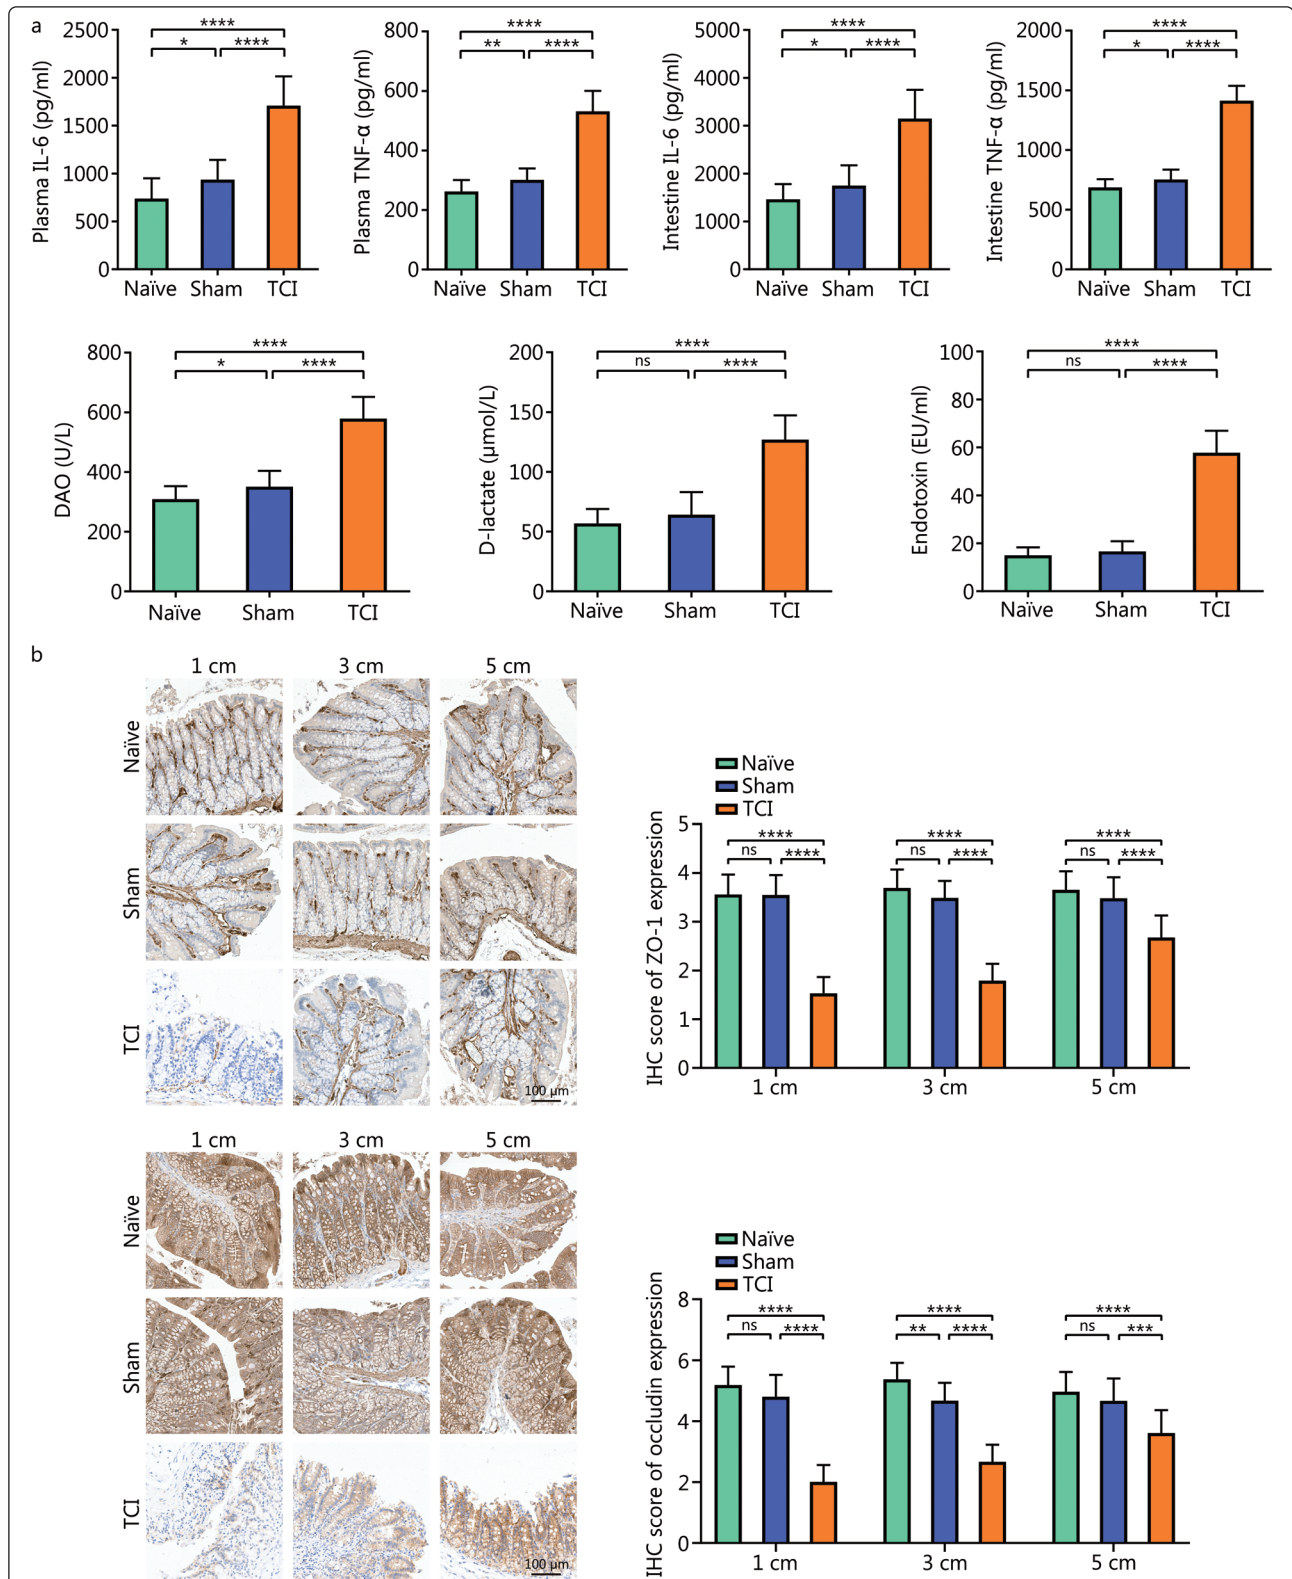 a
Plasma IL-6 (pg/ml)
2500
2000
1500
1000
500
0
****
* ****
Naïve Sham TCI
Plasma TNF-α (pg/ml)
800
600
400
200
0
****
** ****
Naïve Sham TCI
Intestine IL-6 (pg/ml)
5000
4000
3000
2000
1000
0
****
* ****
Naïve Sham TCI
Intestine TNF-α (pg/ml)
2000
1500
1000
500
0
****
* ****
Naïve Sham TCI
DAO (U/L)
800
600
400
200
0
****
* ****
Naïve Sham TCI
D-lactate (μmol/L)
200
150
100
50
0
****
ns ****
Naïve Sham TCI
Endotoxin (EU/ml)
100
80
60
40
20
0
****
ns ****
Naïve Sham TCI
b
1 cm 3 cm 5 cm
Naïve
Sham
TCI
100 μm
Naïve
Sham
TCI
IHC score of ZO-1 expression
5
4
3
2
1
0
**** **** ****
ns **** ns **** ns ****
1 cm 3 cm 5 cm
1 cm 3 cm 5 cm
Naïve
Sham
TCI
100 μm
Naïve
Sham
TCI
IHC score of occludin expression
8
6
4
2
0
**** **** ****
ns **** ** **** ns ***
1 cm 3 cm 5 cm